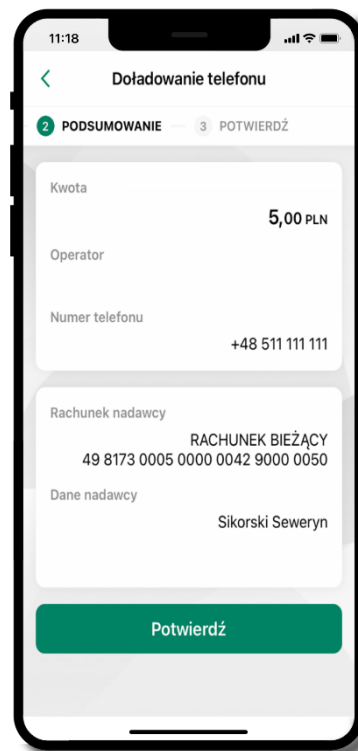 11:18
Doładowanie telefonu
2 PODSUMOWANIE 3 POTWIERDŹ
Kwota
5,00 PLN
Operator
Numer telefonu
+48 511 111 111
Rachunek nadawcy
RACHUNEK BIEŻĄCY
49 8173 0005 0000 0042 9000 0050
Dane nadawcy
Sikorski Seweryn
Potwierdź